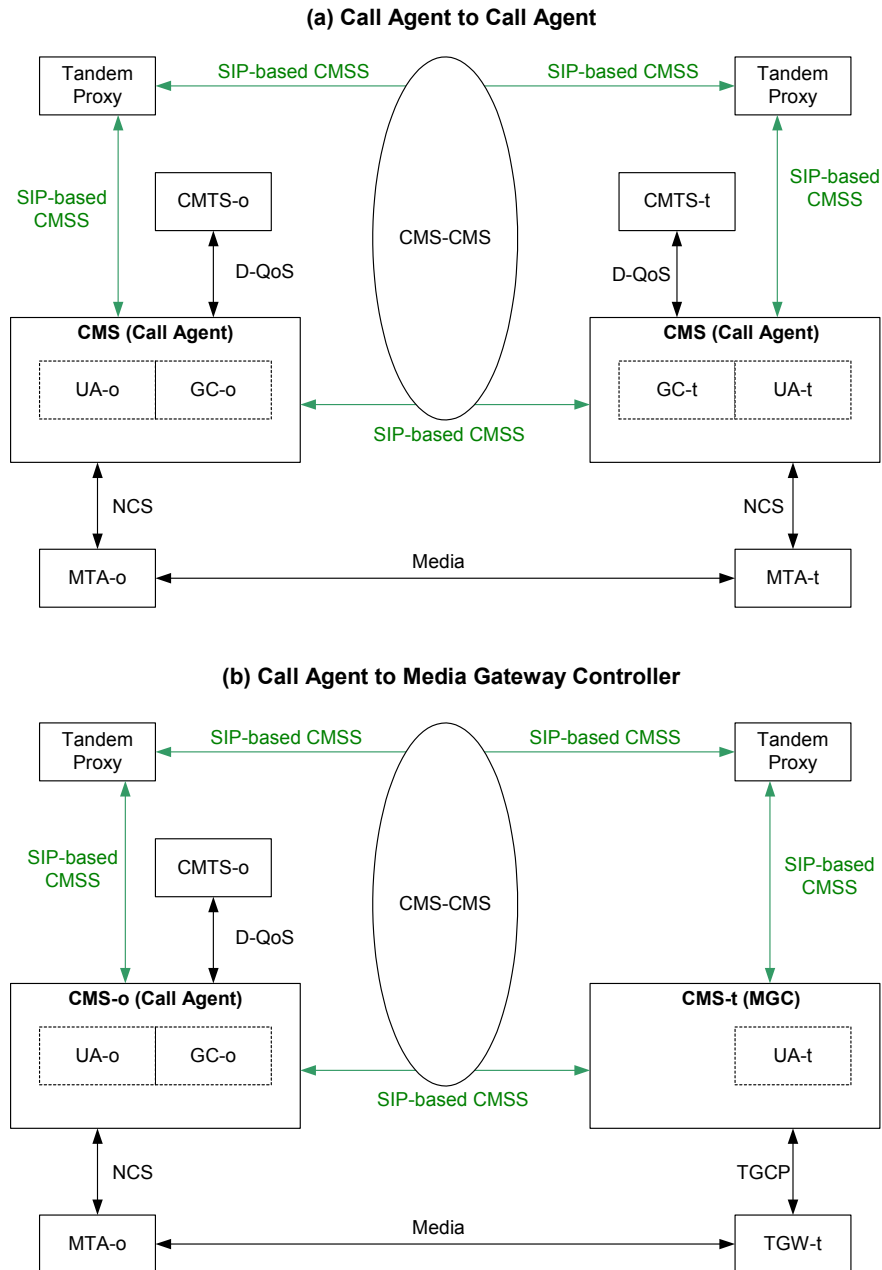 (a) Call Agent to Call Agent
Tandem
Proxy
SIP-based CMSS
SIP-based CMSS
Tandem
Proxy
SIP-based
CMSS
CMTS-o
CMS-CMS
CMTS-t
SIP-based
CMSS
D-QoS
D-QoS
CMS (Call Agent)
UA-o
GC-o
CMS (Call Agent)
GC-t
UA-t
SIP-based CMSS
NCS
NCS
MTA-o
Media
MTA-t
(b) Call Agent to Media Gateway Controller
Tandem
Proxy
SIP-based CMSS
SIP-based CMSS
Tandem
Proxy
SIP-based
CMSS
CMTS-o
CMS-CMS
SIP-based
CMSS
D-QoS
CMS-o (Call Agent)
UA-o
GC-o
CMS-t (MGC)
UA-t
SIP-based CMSS
NCS
TGCP
MTA-o
Media
TGW-t